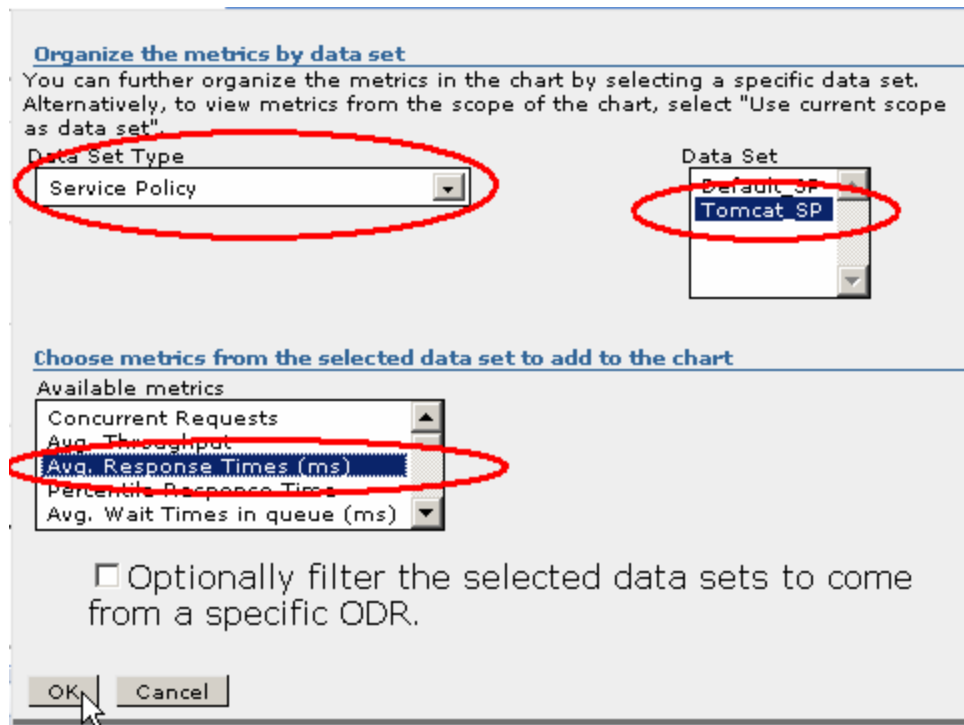 Organize the metrics by data set
You can further organize the metrics in the chart by selecting a specific data set.
Alternatively, to view metrics from the scope of the chart, select "Use current scope
as data set".
Data Set Type
Service Policy
Data Set
Default_SP
Tomcat_SP
Choose metrics from the selected data set to add to the chart
Available metrics
Concurrent Requests
Avg. Throughput
Avg. Response Times (ms)
Percentile Response Time
Avg. Wait Times in queue (ms)
Optionally filter the selected data sets to come
from a specific ODR.
OK
Cancel